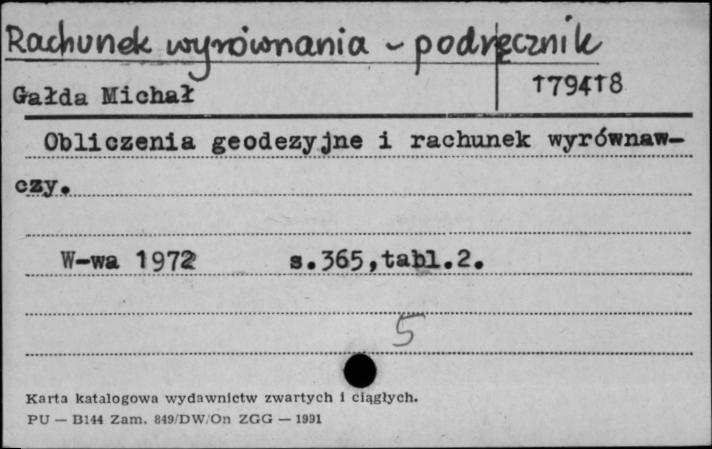 Rachunek wyrównania - podręcznik
Gałda Michał
179418
Obliczenia geodezyjne i rachunek wyrównaw-
czy.
W-wa 1972 s.365,tabl.2.
5
Karta katalogowa wydawnictw zwartych i ciągłych.
PU — B144 Zam. 849/DW/On ZGG — 1991